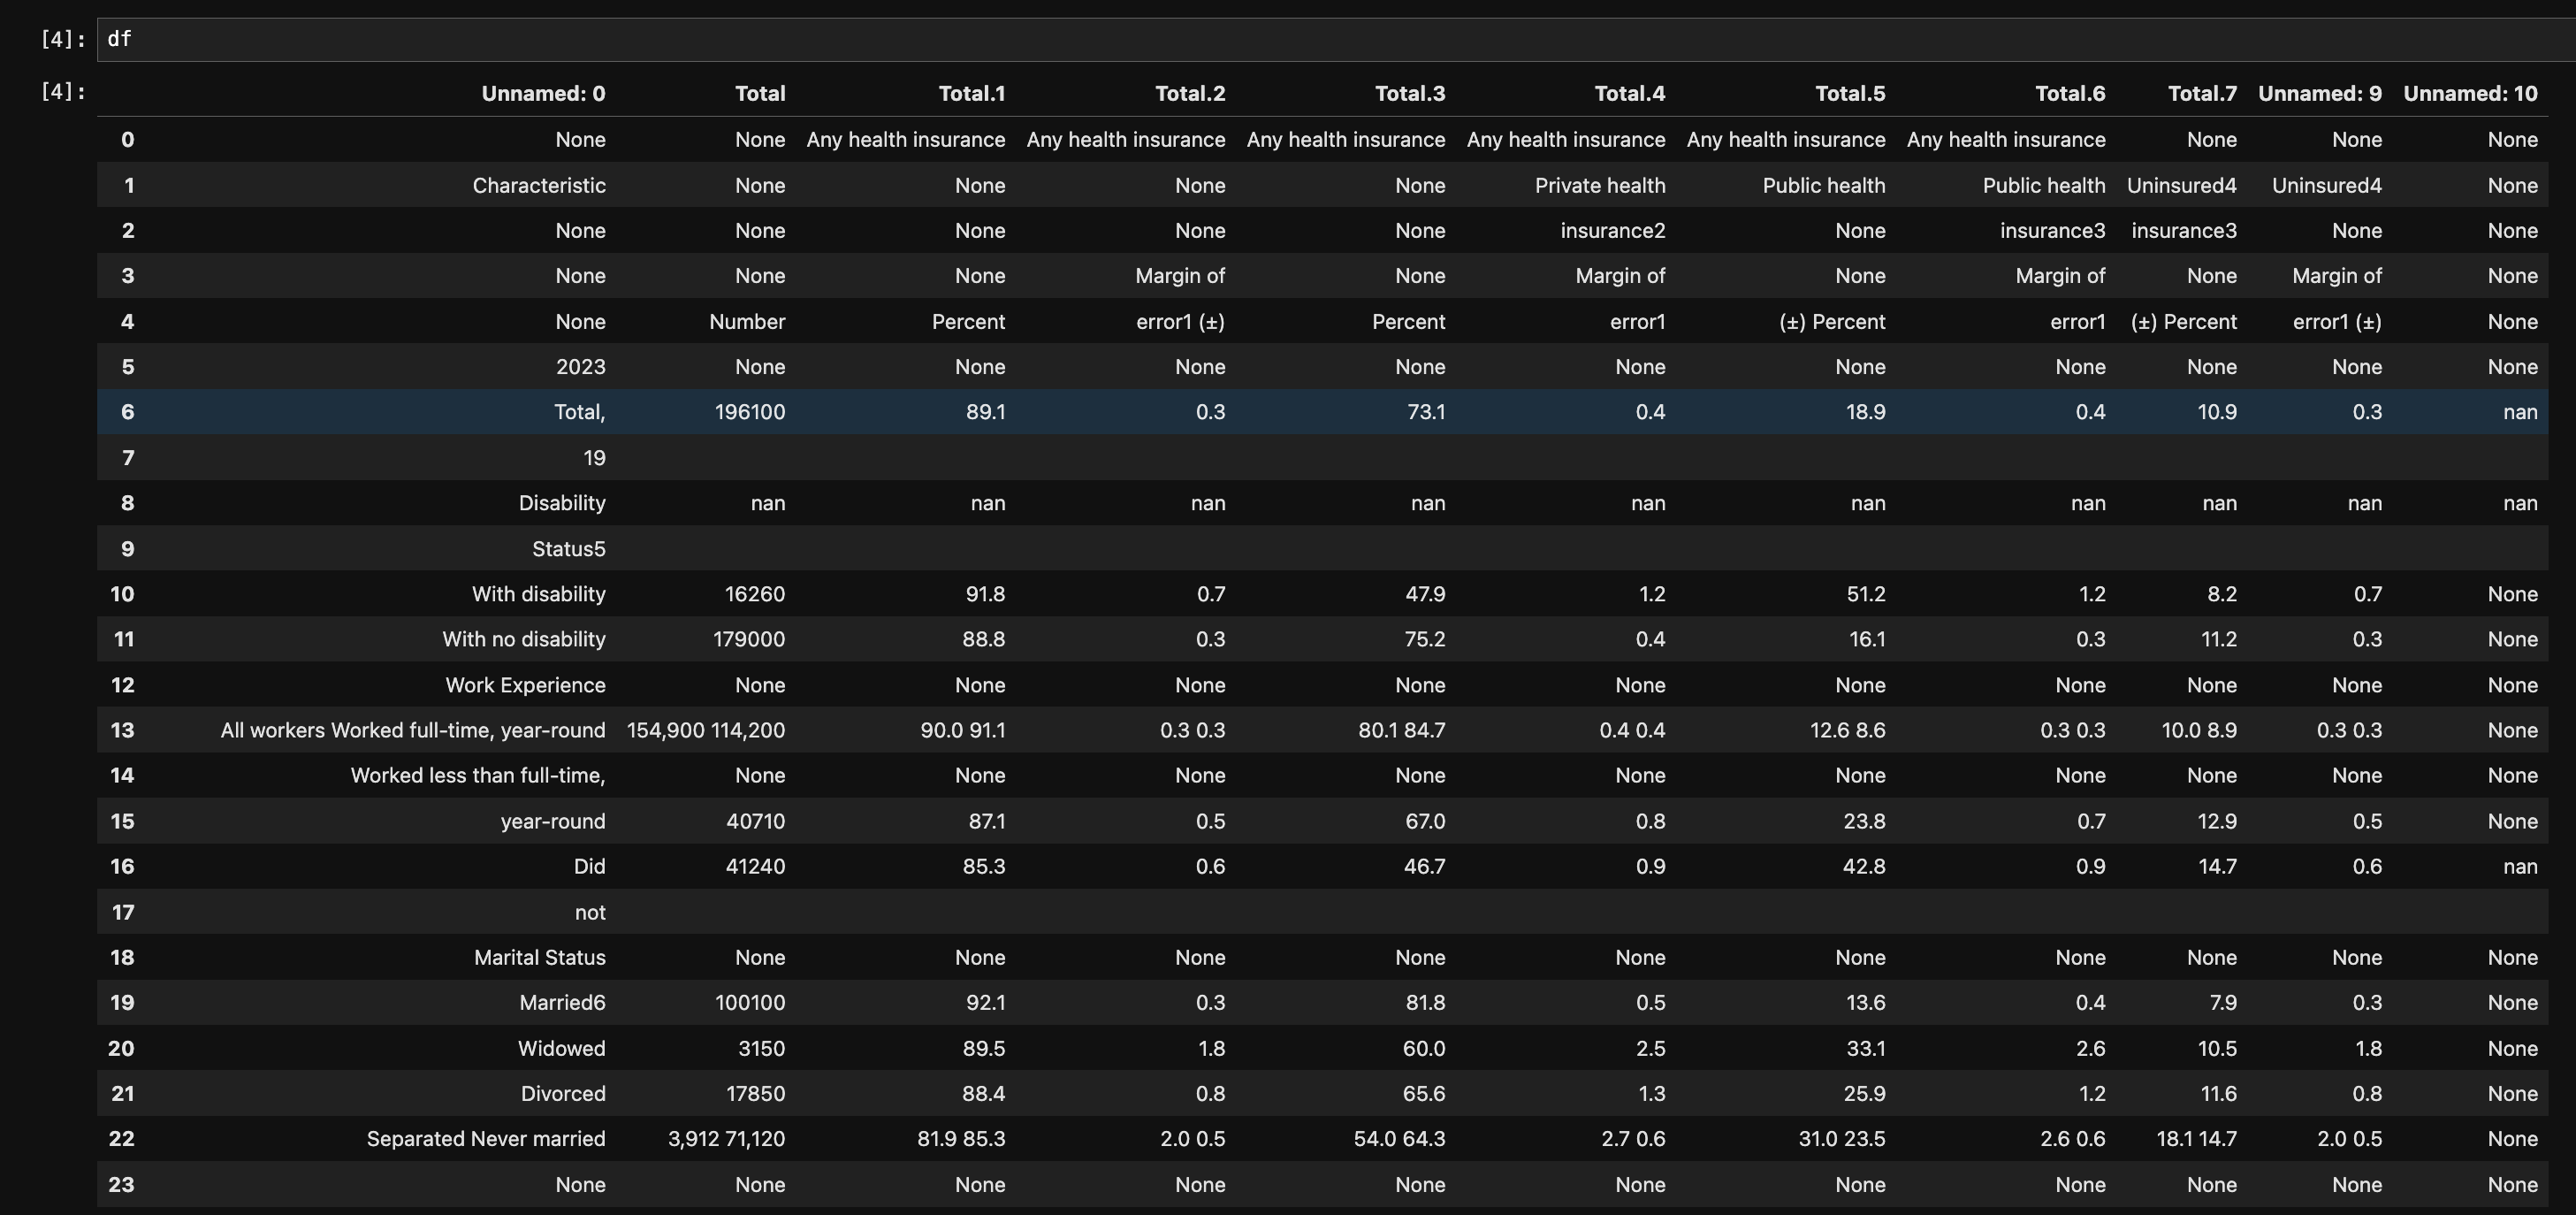 [4]: df
[4]:
Unnamed: 0 Total Total.1 Total.2 Total.3 Total.4 Total.5 Total.6 Total.7 Unnamed: 9 Unnamed: 10
0 None None Any health insurance Any health insurance Any health insurance Any health insurance Any health insurance Any health insurance None None None
1 Characteristic None None None None Private health Public health Public health Uninsured4 Uninsured4 None
2 None None None None None insurance2 None insurance3 insurance3 None None
3 None None None Margin of None Margin of None Margin of None Margin of None
4 None Number Percent error1 (±) Percent error1 (±) Percent error1 (±) Percent error1 (±) None
5 2023 None None None None None None None None None None
6 Total, 196100 89.1 0.3 73.1 0.4 18.9 0.4 10.9 0.3 nan
7 19
8 Disability nan nan nan nan nan nan nan nan nan nan
9 Status5
10 With disability 16260 91.8 0.7 47.9 1.2 51.2 1.2 8.2 0.7 None
11 With no disability 179000 88.8 0.3 75.2 0.4 16.1 0.3 11.2 0.3 None
12 Work Experience None None None None None None None None None None
13 All workers Worked full-time, year-round 154,900 114,200 90.0 91.1 0.3 0.3 80.1 84.7 0.4 0.4 12.6 8.6 0.3 0.3 10.0 8.9 0.3 0.3 None
14 Worked less than full-time, None None None None None None None None None None
15 year-round 40710 87.1 0.5 67.0 0.8 23.8 0.7 12.9 0.5 None
16 Did 41240 85.3 0.6 46.7 0.9 42.8 0.9 14.7 0.6 nan
17 not
18 Marital Status None None None None None None None None None None
19 Married6 100100 92.1 0.3 81.8 0.5 13.6 0.4 7.9 0.3 None
20 Widowed 3150 89.5 1.8 60.0 2.5 33.1 2.6 10.5 1.8 None
21 Divorced 17850 88.4 0.8 65.6 1.3 25.9 1.2 11.6 0.8 None
22 Separated Never married 3,912 71,120 81.9 85.3 2.0 0.5 54.0 64.3 2.7 0.6 31.0 23.5 2.6 0.6 18.1 14.7 2.0 0.5 None
23 None None None None None None None None None None None